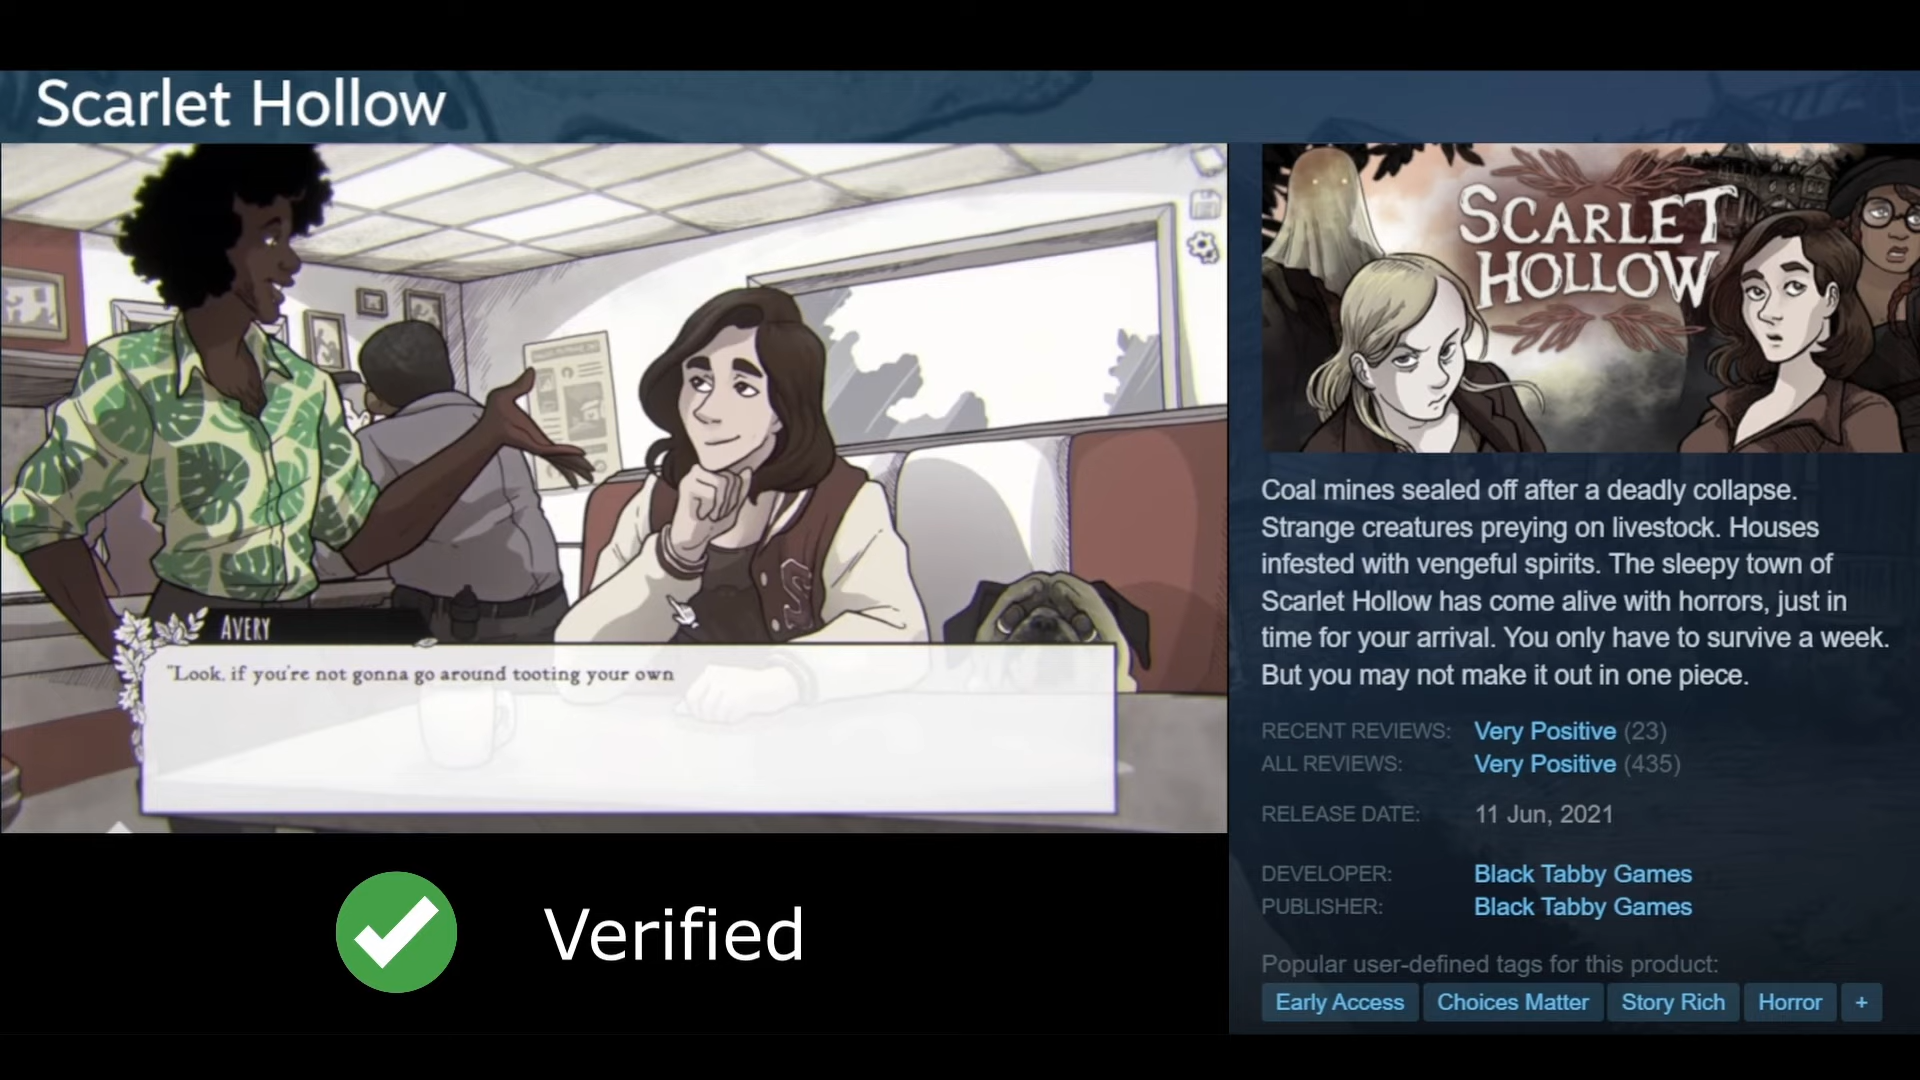 Scarlet Hollow
AVERY
"Look, if you're not gonna go around tooting your own
S
Verified
SCARLET
HOLLOW
Coal mines sealed off after a deadly collapse.
Strange creatures preying on livestock. Houses
infested with vengeful spirits. The sleepy town of
Scarlet Hollow has come alive with horrors, just in
time for your arrival. You only have to survive a week.
But you may not make it out in one piece.
RECENT REVIEWS: Very Positive (23)
ALL REVIEWS: Very Positive (435)
RELEASE DATE: 11 Jun, 2021
DEVELOPER: Black Tabby Games
PUBLISHER: Black Tabby Games
Popular user-defined tags for this product:
Early Access Choices Matter Story Rich Horror +